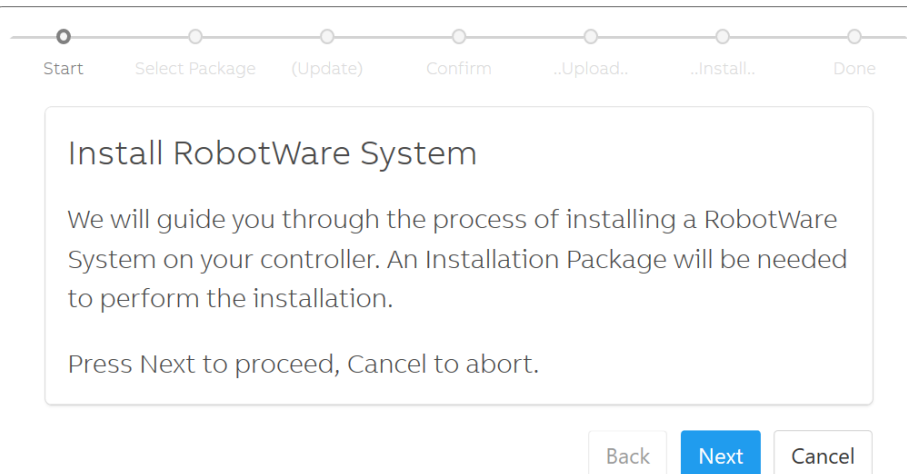 Start Select Package (Update) Confirm ..Upload.. ..Install.. Done
Install RobotWare System
We will guide you through the process of installing a RobotWare
System on your controller. An Installation Package will be needed
to perform the installation.
Press Next to proceed, Cancel to abort.
Back Next Cancel